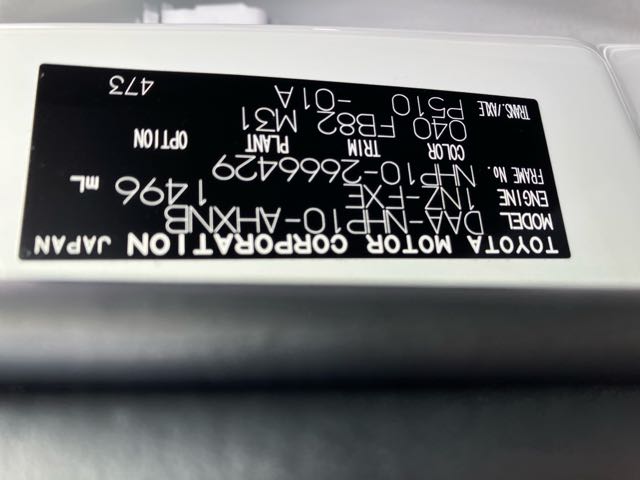 TOYOTA MOTOR CORPORATION JAPAN
MODEL DAA-NHP10-AHXNB
ENGINE 1NZ-FXE 1496 mL
FRAME No. NHP10-2666429
COLOR TRIM PLANT OPTION
040 FB82 M31
TRANS./AXLE P510 -01A
473